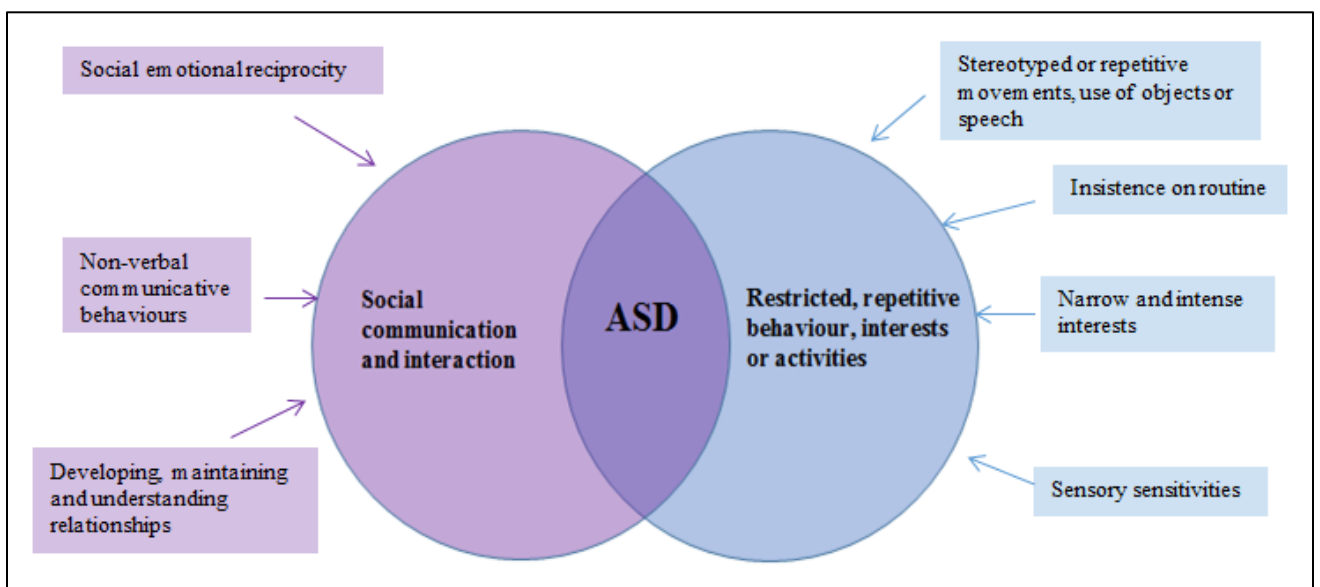 Social emotional reciprocity
Non-verbal
communicative
behaviours
Developing, maintaining
and understanding
relationships
Social
communication
and interaction
ASD
Restricted, repetitive
behaviour, interests
or activities
Stereotyped or repetitive
movements, use of objects or
speech
Insistence on routine
Narrow and intense
interests
Sensory sensitivities